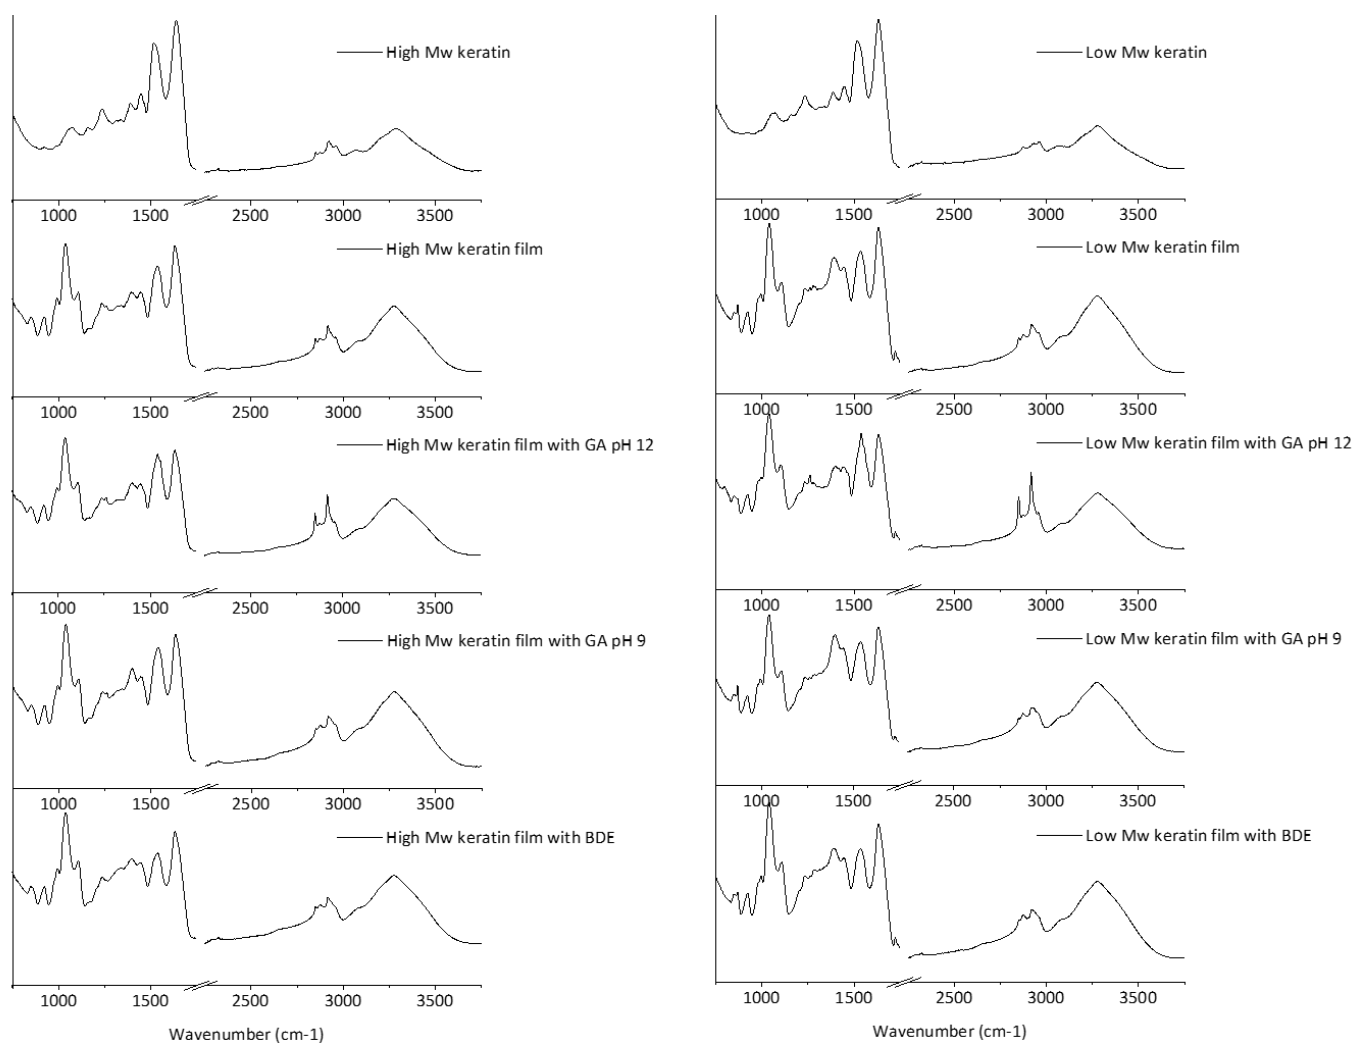 High Mw keratin
1000 1500 2500 3000 3500
High Mw keratin film
1000 1500 2500 3000 3500
High Mw keratin film with GA pH 12
1000 1500 2500 3000 3500
High Mw keratin film with GA pH 9
1000 1500 2500 3000 3500
High Mw keratin film with BDE
1000 1500 2500 3000 3500
Wavenumber (cm-1)
Low Mw keratin
1000 1500 2500 3000 3500
Low Mw keratin film
1000 1500 2500 3000 3500
Low Mw keratin film with GA pH 12
1000 1500 2500 3000 3500
Low Mw keratin film with GA pH 9
1000 1500 2500 3000 3500
Low Mw keratin film with BDE
1000 1500 2500 3000 3500
Wavenumber (cm-1)